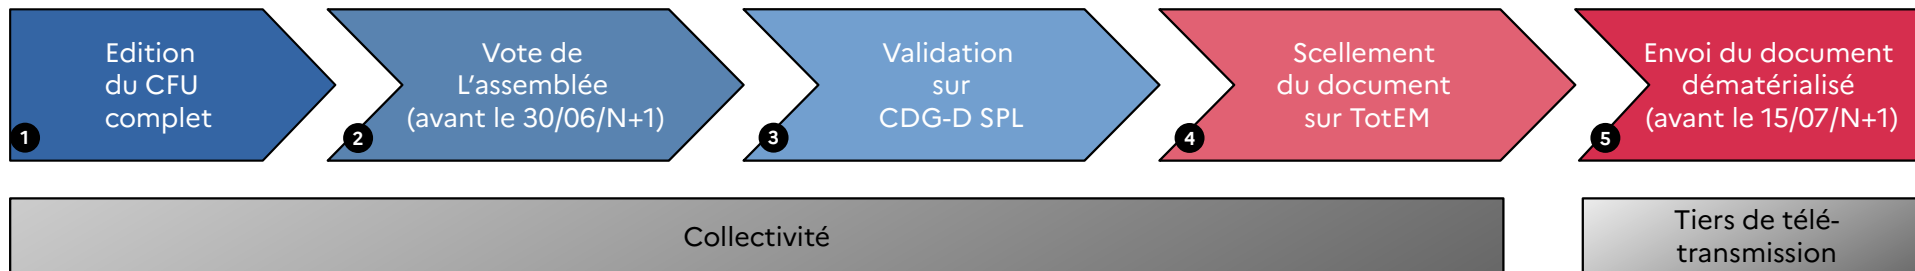 Edition
du CFU
complet
1
Vote de
L'assemblée
(avant le 30/06/N+1)
2
Validation
sur
CDG-D SPL
3
Scellement
du document
sur TotEM
4
Envoi du document
dématérialisé
(avant le 15/07/N+1)
5
Collectivité
Tiers de télé-
transmission